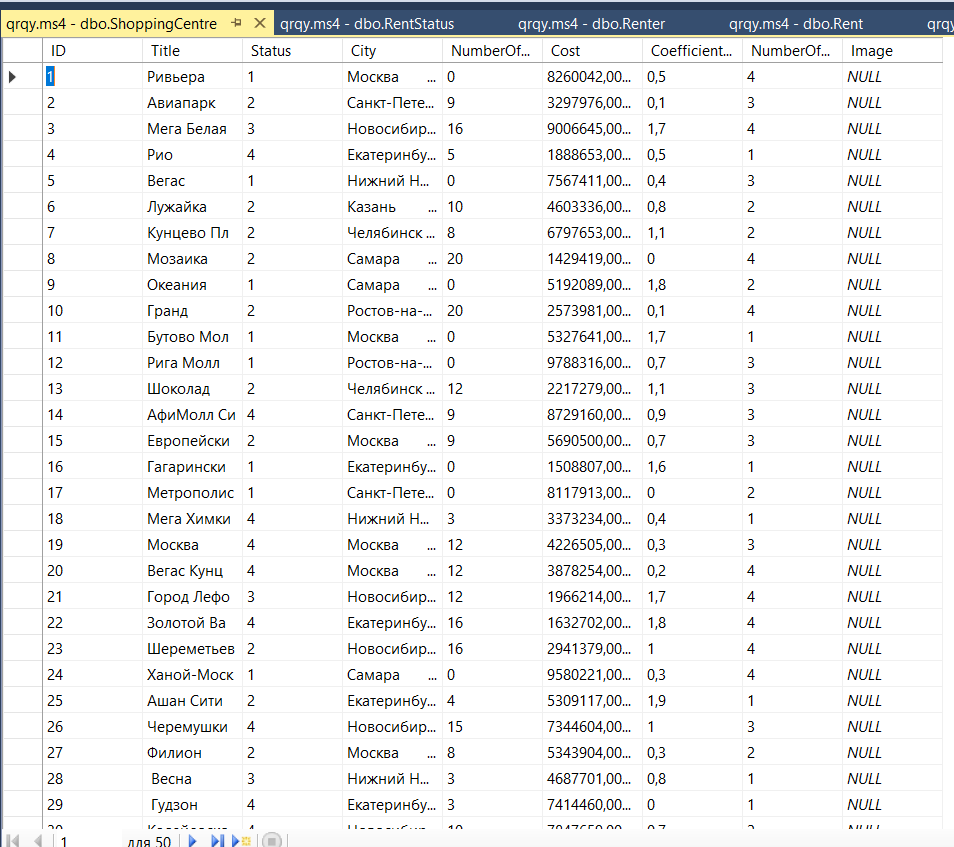 qrqy.ms4 - dbo.ShoppingCentre qrqy.ms4 - dbo.RentStatus qrqy.ms4 - dbo.Renter qrqy.ms4 - dbo.Rent qrqy
ID Title Status City NumberOf... Cost Coefficient... NumberOf... Image
1 Ривьера 1 Москва ... 0 8260042,00... 0,5 4 NULL
2 Авиапарк 2 Санкт-Пете... 9 3297976,00... 0,1 3 NULL
3 Мега Белая 3 Новосибир... 16 9006645,00... 1,7 4 NULL
4 Рио 4 Екатеринбу... 5 1888653,00... 0,5 1 NULL
5 Вегас 1 Нижний Н... 0 7567411,00... 0,4 3 NULL
6 Лужайка 2 Казань ... 10 4603336,00... 0,8 2 NULL
7 Кунцево Пл 2 Челябинск ... 8 6797653,00... 1,1 2 NULL
8 Мозаика 2 Самара ... 20 1429419,00... 0 4 NULL
9 Океания 1 Самара ... 0 5192089,00... 1,8 2 NULL
10 Гранд 2 Ростов-на-... 20 2573981,00... 0,1 4 NULL
11 Бутово Мол 1 Москва ... 0 5327641,00... 1,7 1 NULL
12 Рига Молл 1 Ростов-на-... 0 9788316,00... 0,7 3 NULL
13 Шоколад 2 Челябинск ... 12 2217279,00... 1,1 3 NULL
14 АфиМолл Си 4 Санкт-Пете... 9 8729160,00... 0,9 3 NULL
15 Европейски 2 Москва ... 9 5690500,00... 0,7 3 NULL
16 Гагарински 1 Екатеринбу... 0 1508807,00... 1,6 1 NULL
17 Метрополис 1 Санкт-Пете... 0 8117913,00... 0 2 NULL
18 Мега Химки 4 Нижний Н... 3 3373234,00... 0,4 1 NULL
19 Москва 4 Москва ... 12 4226505,00... 0,3 3 NULL
20 Вегас Кунц 4 Москва ... 12 3878254,00... 0,2 4 NULL
21 Город Лефо 3 Новосибир... 12 1966214,00... 1,7 4 NULL
22 Золотой Ва 4 Екатеринбу... 16 1632702,00... 1,8 4 NULL
23 Шереметьев 2 Новосибир... 16 2941379,00... 1 4 NULL
24 Ханой-Моск 1 Самара ... 0 9580221,00... 0,3 4 NULL
25 Ашан Сити 2 Екатеринбу... 4 5309117,00... 1,9 1 NULL
26 Черемушки 4 Новосибир... 15 7344604,00... 1 3 NULL
27 Филион 2 Москва ... 8 5343904,00... 0,3 2 NULL
28 Весна 3 Нижний Н... 3 4687701,00... 0,8 1 NULL
29 Гудзон 4 Екатеринбу... 3 7414460,00... 0 1 NULL
1 для 50